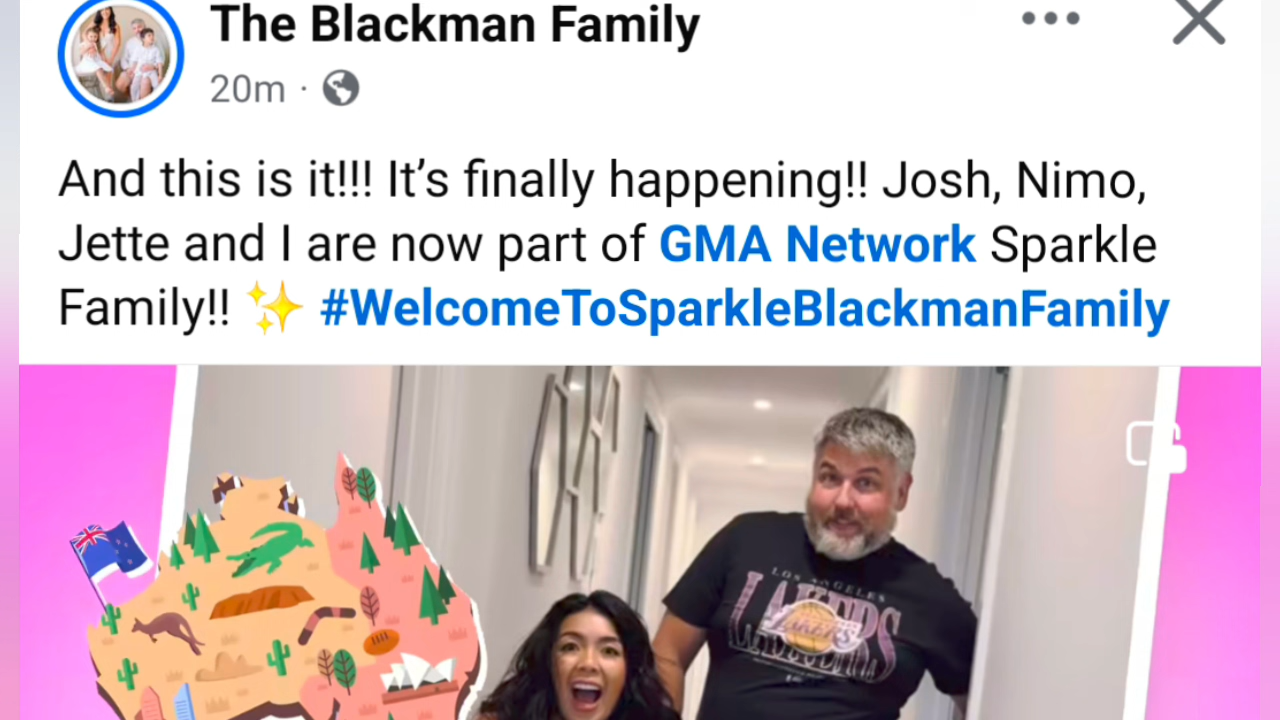 The Blackman Family
20m ·
And this is it!!! It’s finally happening!! Josh, Nimo,
Jette and I are now part of GMA Network Sparkle
Family!! ✨ #WelcomeToSparkleBlackmanFamily
LOS ANGELES
LAKERS
Lakers